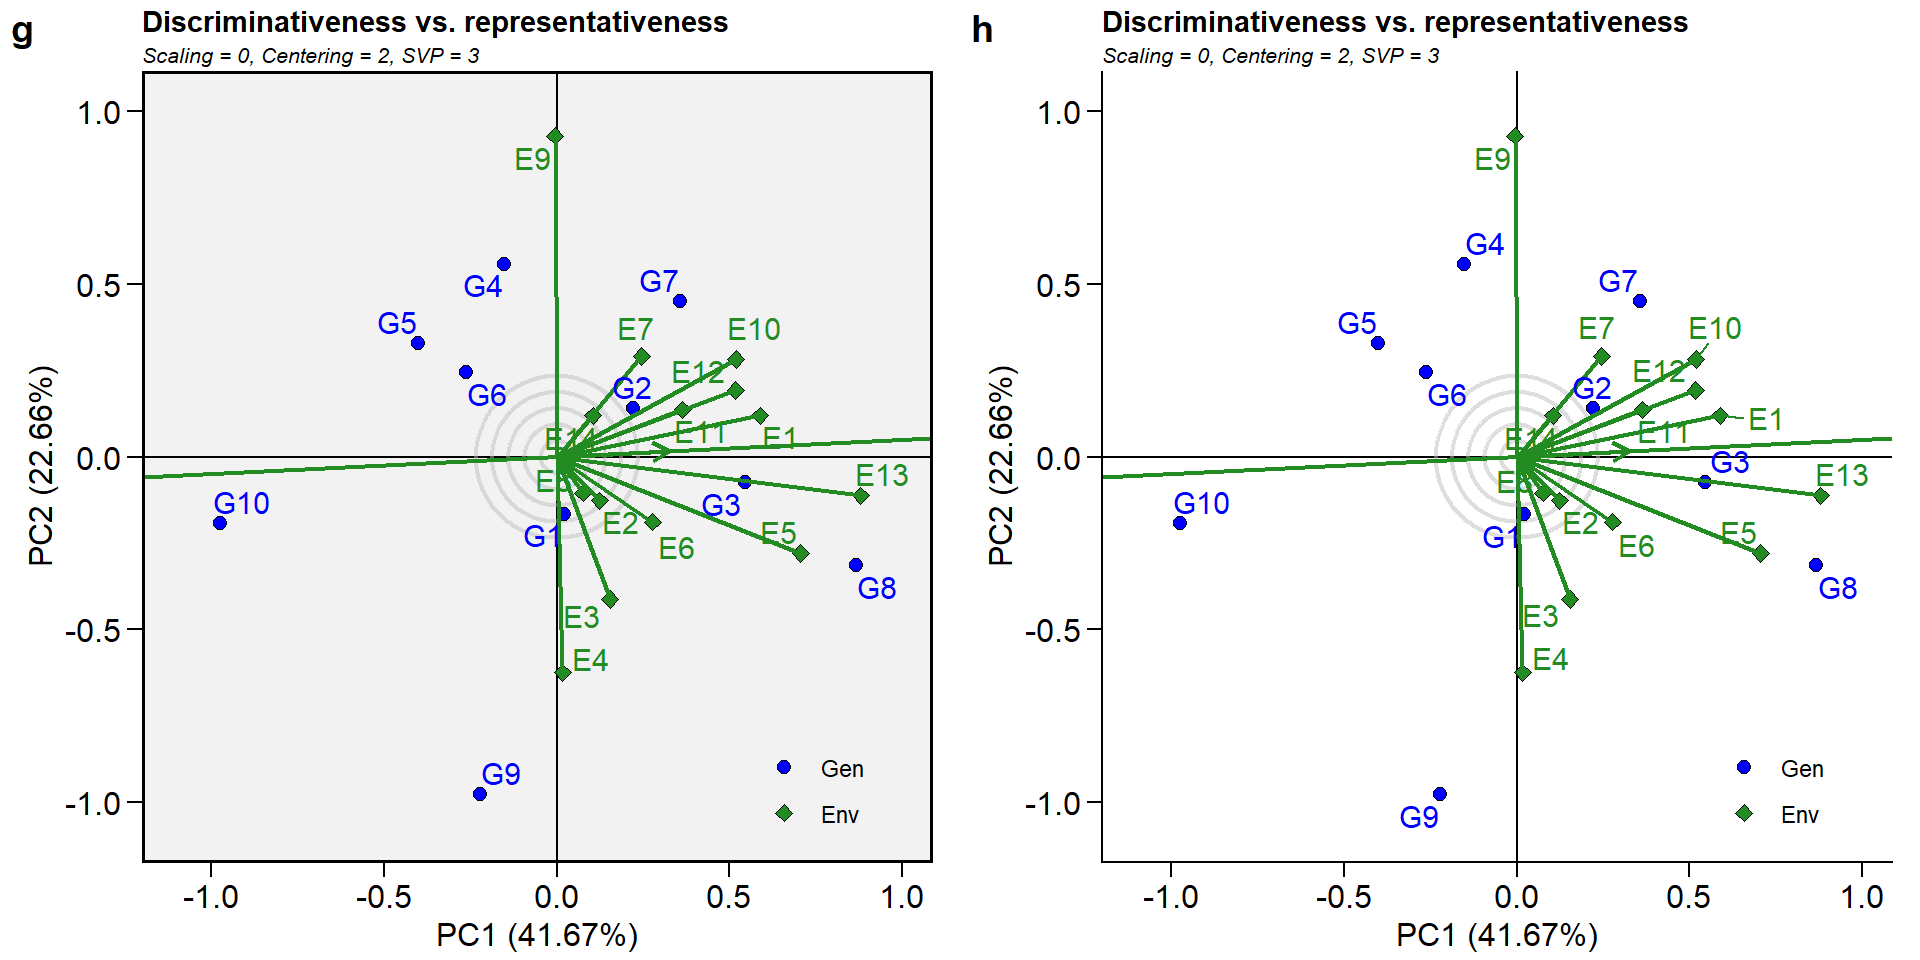 g
Discriminativeness vs. representativeness
Scaling = 0, Centering = 2, SVP = 3
1.0
0.5
0.0
-0.5
-1.0
PC2 (22.66%)
E9
G4
G7
G5
E7
E10
G6
G2
E12
E14
E11
E1
G10
G3
E13
G1
E2
E6
E5
G8
E3
E4
G9
Gen
Env
-1.0
-0.5
0.0
0.5
1.0
PC1 (41.67%)
h
Discriminativeness vs. representativeness
Scaling = 0, Centering = 2, SVP = 3
1.0
0.5
0.0
-0.5
-1.0
PC2 (22.66%)
E9
G4
G7
G5
E7
E10
G6
G2
E12
E14
E11
E1
G10
G3
E13
G1
E2
E6
E5
G8
E3
E4
G9
Gen
Env
-1.0
-0.5
0.0
0.5
1.0
PC1 (41.67%)